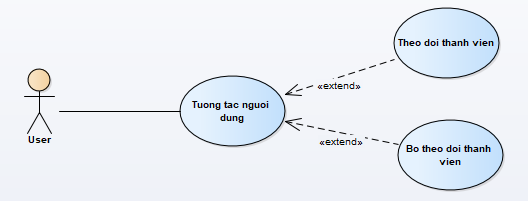 Theo doi thanh vien
«extend»
Tuong tac nguoi
dung
User
«extend»
Bo theo doi thanh
vien